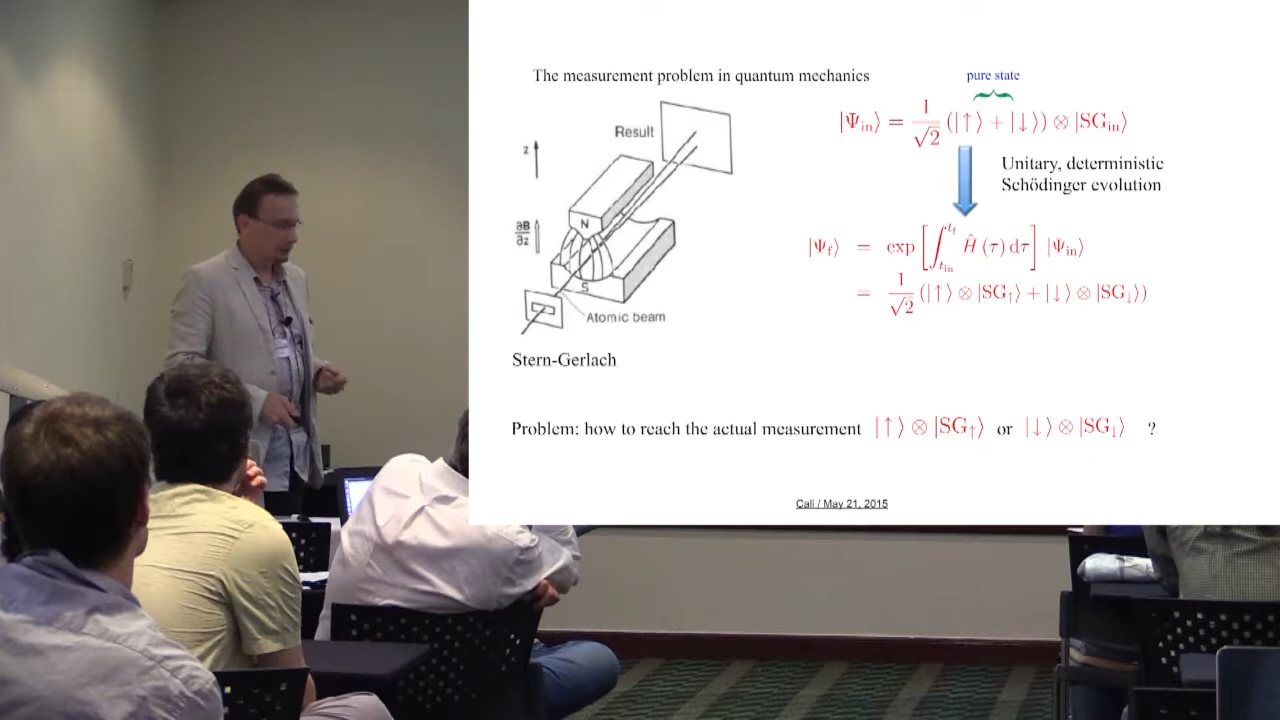 The measurement problem in quantum mechanics
pure state
|Ψin⟩ = 1/√2 (|↑⟩ + |↓⟩) ⊗ |SGin⟩
Result
z
Unitary, deterministic
Schödinger evolution
N
∂B/∂z
|Ψf⟩ = exp [∫_{tin}^{tf} Ĥ (τ) dτ] |Ψin⟩
S
= 1/√2 (|↑⟩ ⊗ |SG↑⟩ + |↓⟩ ⊗ |SG↓⟩)
Atomic beam
Stern-Gerlach
Problem: how to reach the actual measurement |↑⟩ ⊗ |SG↑⟩ or |↓⟩ ⊗ |SG↓⟩ ?
Cali / May 21, 2015